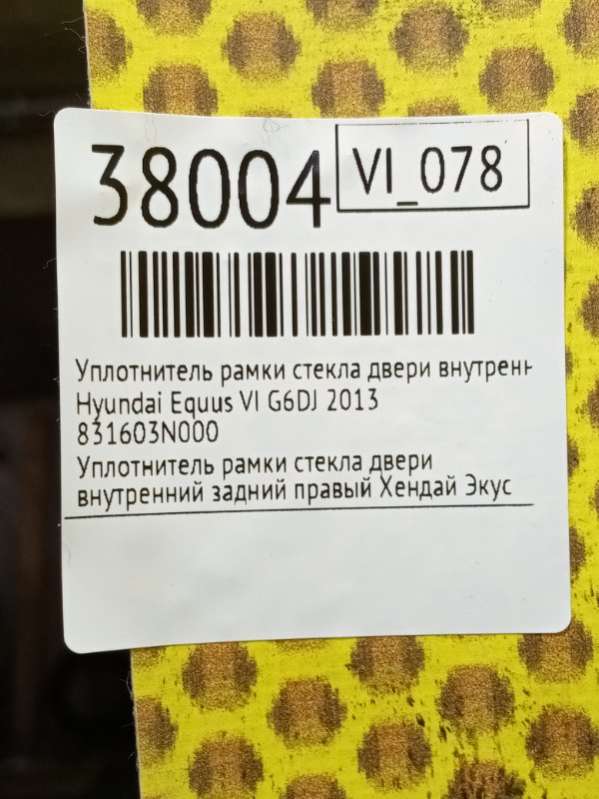 38004
VI_078
Уплотнитель рамки стекла двери внутренн
Hyundai Equus VI G6DJ 2013
831603N000
Уплотнитель рамки стекла двери
внутренний задний правый Хендай Экус